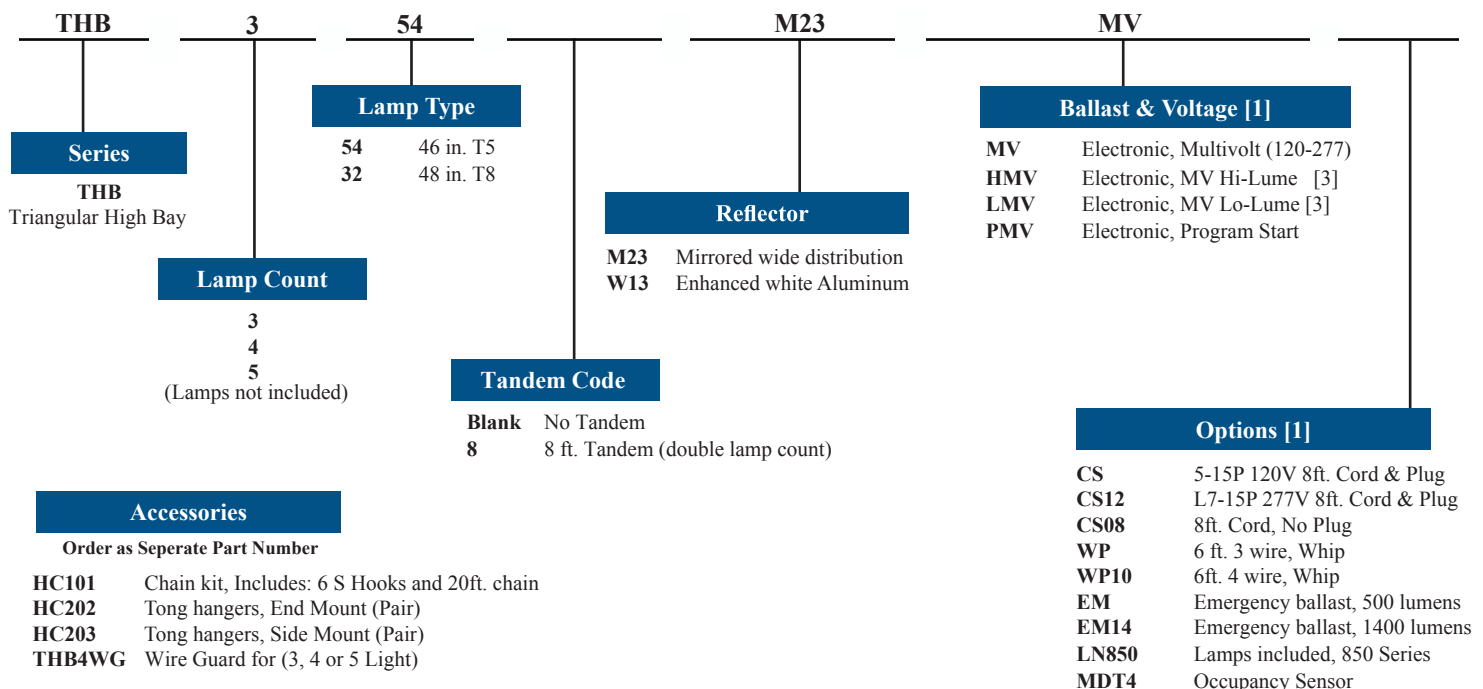 THB 3 54 M23 MV
Lamp Type
54 46 in. T5
32 48 in. T8
Ballast & Voltage [1]
MV Electronic, Multivolt (120-277)
HMV Electronic, MV Hi-Lume [3]
LMV Electronic, MV Lo-Lume [3]
PMV Electronic, Program Start
Series
THB
Triangular High Bay
Reflector
M23 Mirrored wide distribution
W13 Enhanced white Aluminum
Lamp Count
3
4
5
(Lamps not included)
Tandem Code
Blank No Tandem
8 8 ft. Tandem (double lamp count)
Options [1]
CS 5-15P 120V 8ft. Cord & Plug
CS12 L7-15P 277V 8ft. Cord & Plug
CS08 8ft. Cord, No Plug
WP 6 ft. 3 wire, Whip
WP10 6ft. 4 wire, Whip
EM Emergency ballast, 500 lumens
EM14 Emergency ballast, 1400 lumens
LN850 Lamps included, 850 Series
MDT4 Occupancy Sensor
Accessories
Order as Seperate Part Number
HC101 Chain kit, Includes: 6 S Hooks and 20ft. chain
HC202 Tong hangers, End Mount (Pair)
HC203 Tong hangers, Side Mount (Pair)
THB4WG Wire Guard for (3, 4 or 5 Light)